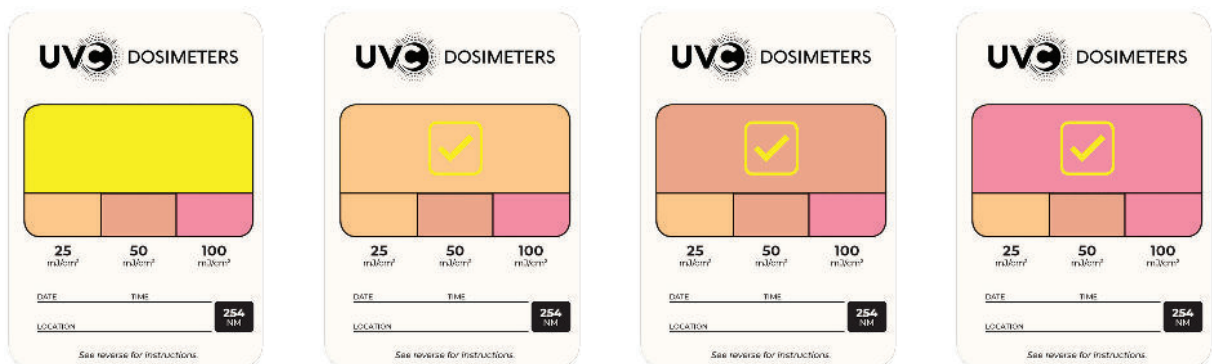 UVC DOSIMETERS
25 50 100
mJ/cm² mJ/cm² mJ/cm²
DATE TIME
LOCATION
254
NM
See reverse for instructions.
UVC DOSIMETERS
25 50 100
mJ/cm² mJ/cm² mJ/cm²
DATE TIME
LOCATION
254
NM
See reverse for instructions.
UVC DOSIMETERS
25 50 100
mJ/cm² mJ/cm² mJ/cm²
DATE TIME
LOCATION
254
NM
See reverse for instructions.
UVC DOSIMETERS
25 50 100
mJ/cm² mJ/cm² mJ/cm²
DATE TIME
LOCATION
254
NM
See reverse for instructions.